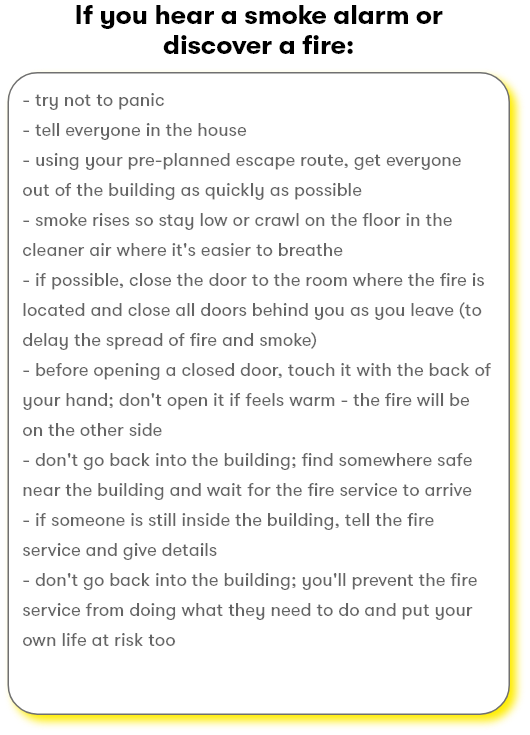 If you hear a smoke alarm or
discover a fire:
- try not to panic
- tell everyone in the house
- using your pre-planned escape route, get everyone
out of the building as quickly as possible
- smoke rises so stay low or crawl on the floor in the
cleaner air where it's easier to breathe
- if possible, close the door to the room where the fire is
located and close all doors behind you as you leave (to
delay the spread of fire and smoke)
- before opening a closed door, touch it with the back of
your hand; don't open it if feels warm - the fire will be
on the other side
- don't go back into the building; find somewhere safe
near the building and wait for the fire service to arrive
- if someone is still inside the building, tell the fire
service and give details
- don't go back into the building; you'll prevent the fire
service from doing what they need to do and put your
own life at risk too